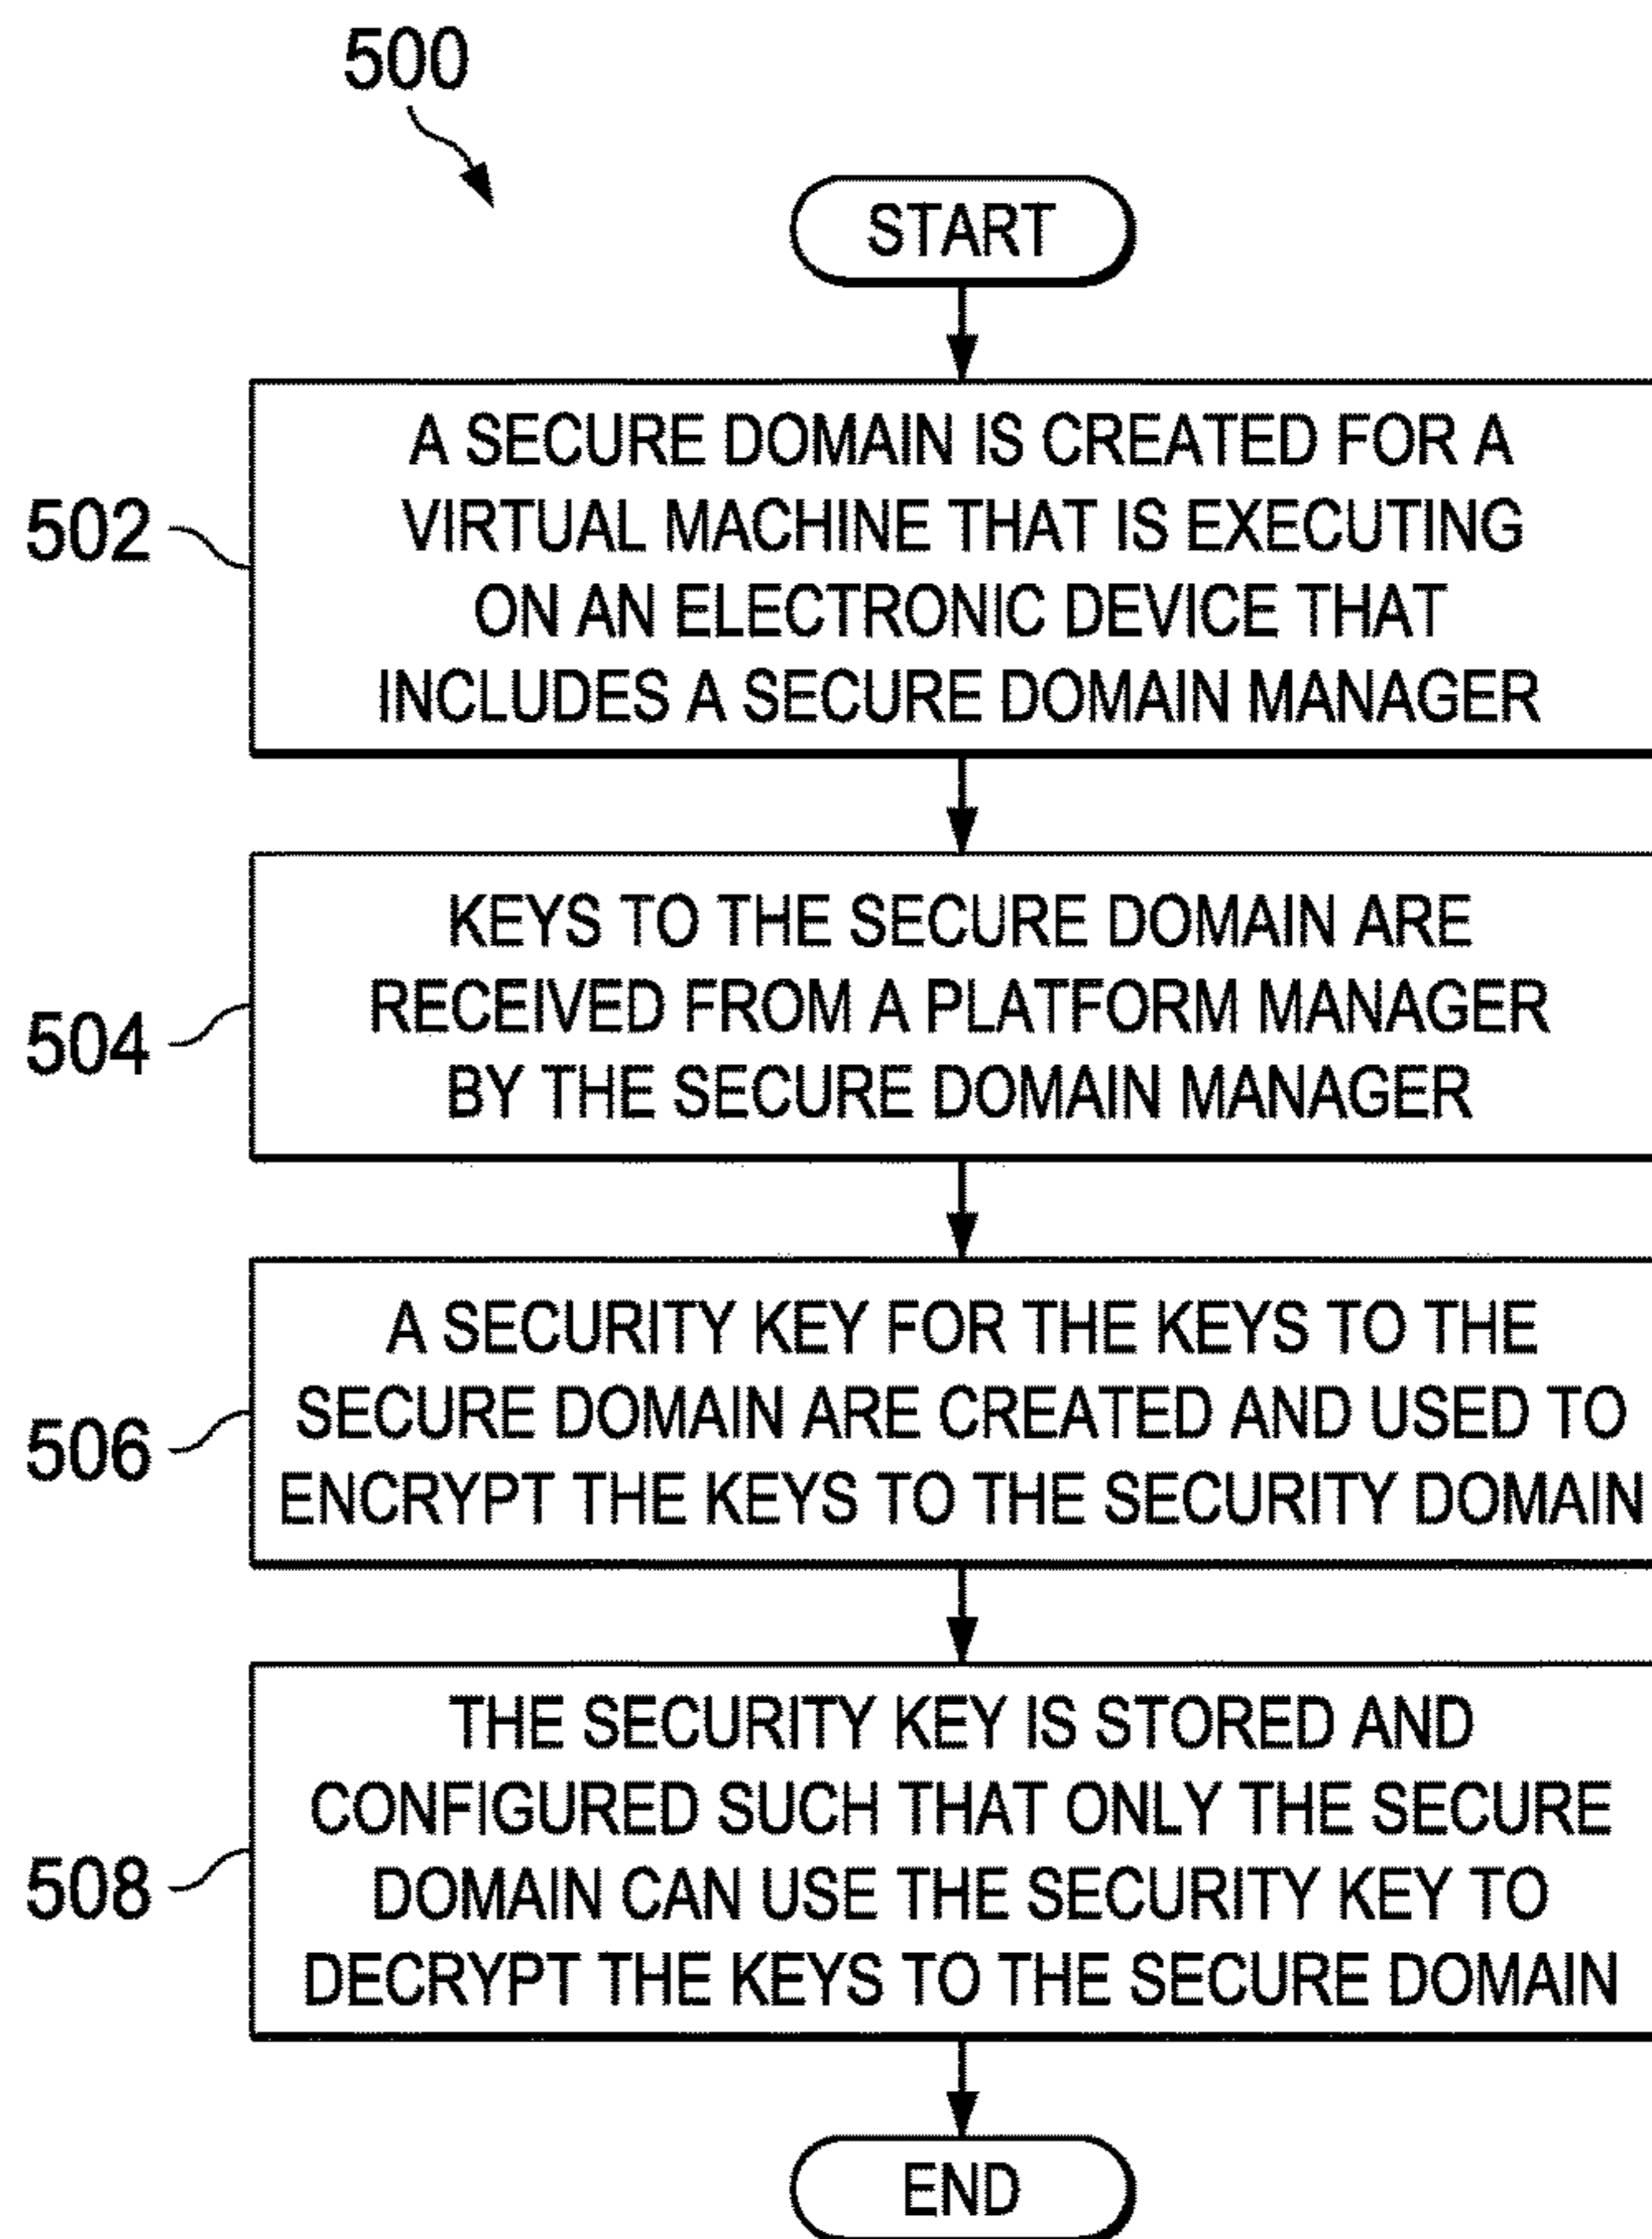 500
START
A SECURE DOMAIN IS CREATED FOR A
VIRTUAL MACHINE THAT IS EXECUTING
ON AN ELECTRONIC DEVICE THAT
INCLUDES A SECURE DOMAIN MANAGER
502
KEYS TO THE SECURE DOMAIN ARE
RECEIVED FROM A PLATFORM MANAGER
BY THE SECURE DOMAIN MANAGER
504
A SECURITY KEY FOR THE KEYS TO THE
SECURE DOMAIN ARE CREATED AND USED TO
ENCRYPT THE KEYS TO THE SECURITY DOMAIN
506
THE SECURITY KEY IS STORED AND
CONFIGURED SUCH THAT ONLY THE SECURE
DOMAIN CAN USE THE SECURITY KEY TO
DECRYPT THE KEYS TO THE SECURE DOMAIN
508
END